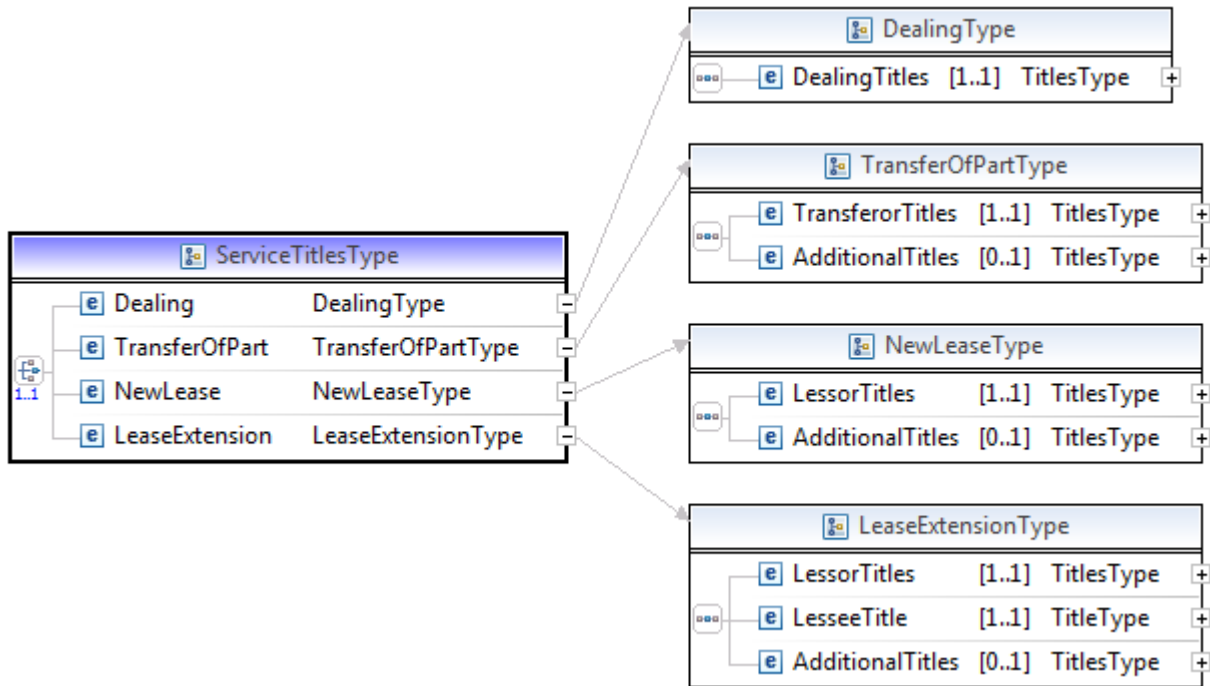 DealingType
DealingTitles [1..1] TitlesType
TransferOfPartType
TransferorTitles [1..1] TitlesType
AdditionalTitles [0..1] TitlesType
ServiceTitlesType
Dealing DealingType
TransferOfPart TransferOfPartType
NewLease NewLeaseType
LeaseExtension LeaseExtensionType
1..1
NewLeaseType
LessorTitles [1..1] TitlesType
AdditionalTitles [0..1] TitlesType
LeaseExtensionType
LessorTitles [1..1] TitlesType
LesseeTitle [1..1] TitleType
AdditionalTitles [0..1] TitlesType